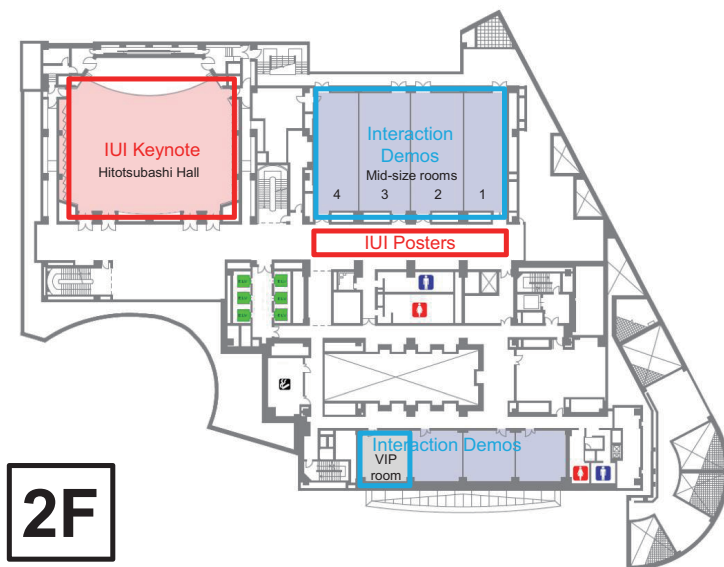 IUI Keynote
Hitotsubashi Hall
Interaction
Demos
Mid-size rooms
4 3 2 1
IUI Posters
Interaction Demos
VIP
room
2F